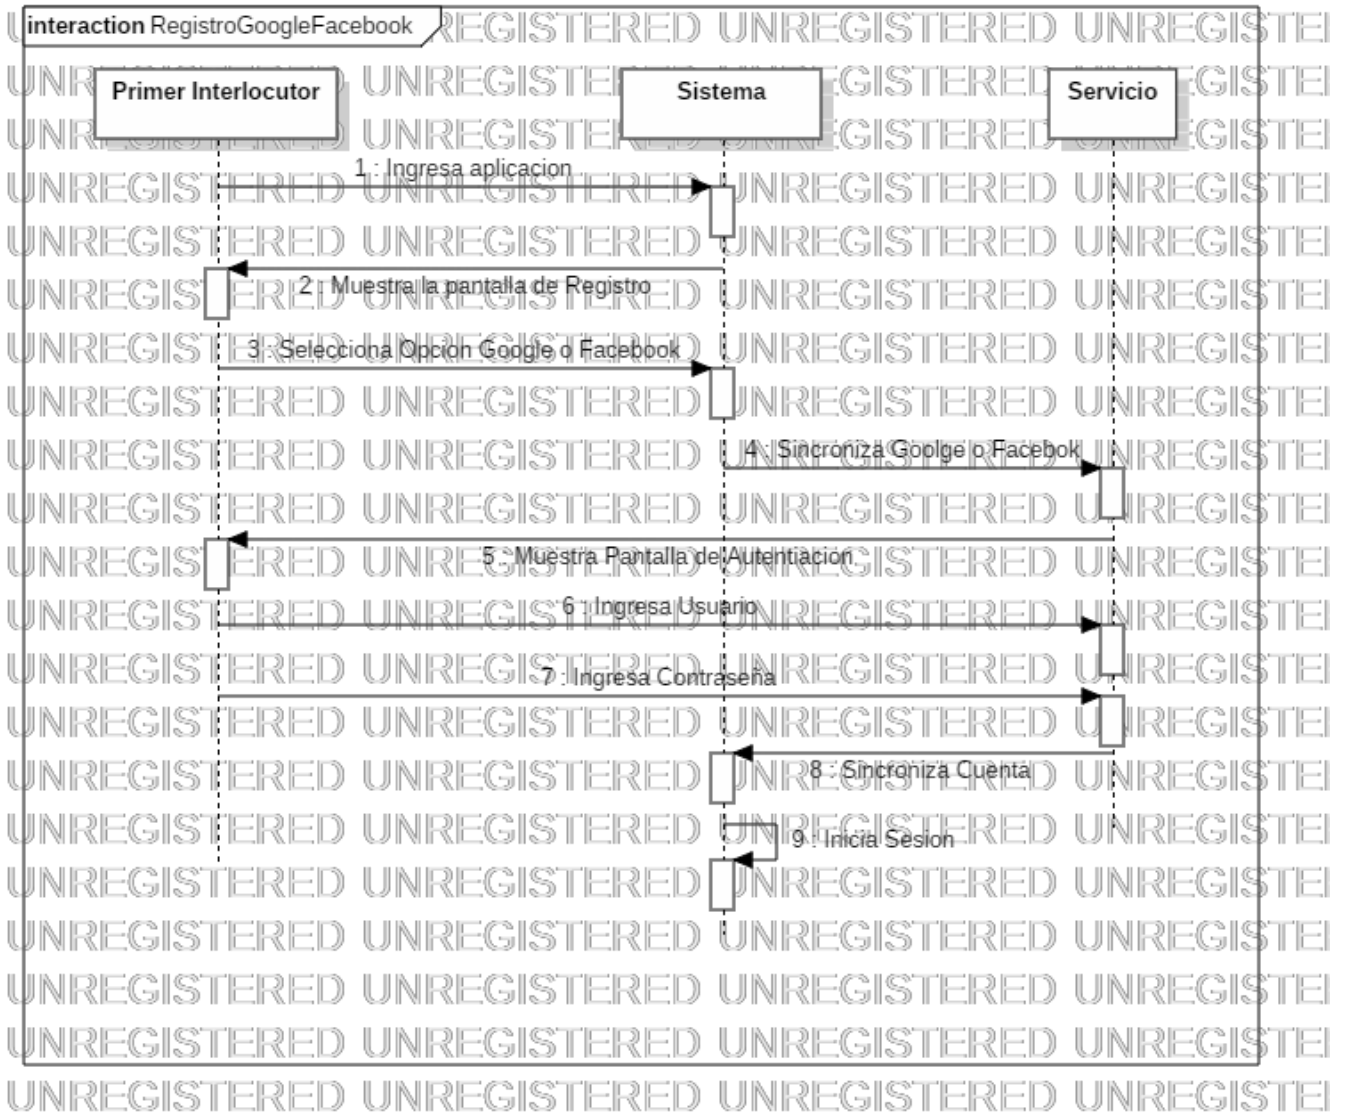 interaction RegistroGoogleFacebook
Primer Interlocutor
Sistema
Servicio
1 : Ingresa aplicacion
2 : Muestra la pantalla de Registro
3 : Selecciona Opcion Google o Facebook
4 : Sincroniza Goolge o Facebok
5 : Muestra Pantalla de Autentiacion
6 : Ingresa Usuario
7 : Ingresa Contraseña
8 : Sincroniza Cuenta
9 : Inicia Sesion
UNREGISTERED UNREGISTERED UNREGISTERED UNREGISTE